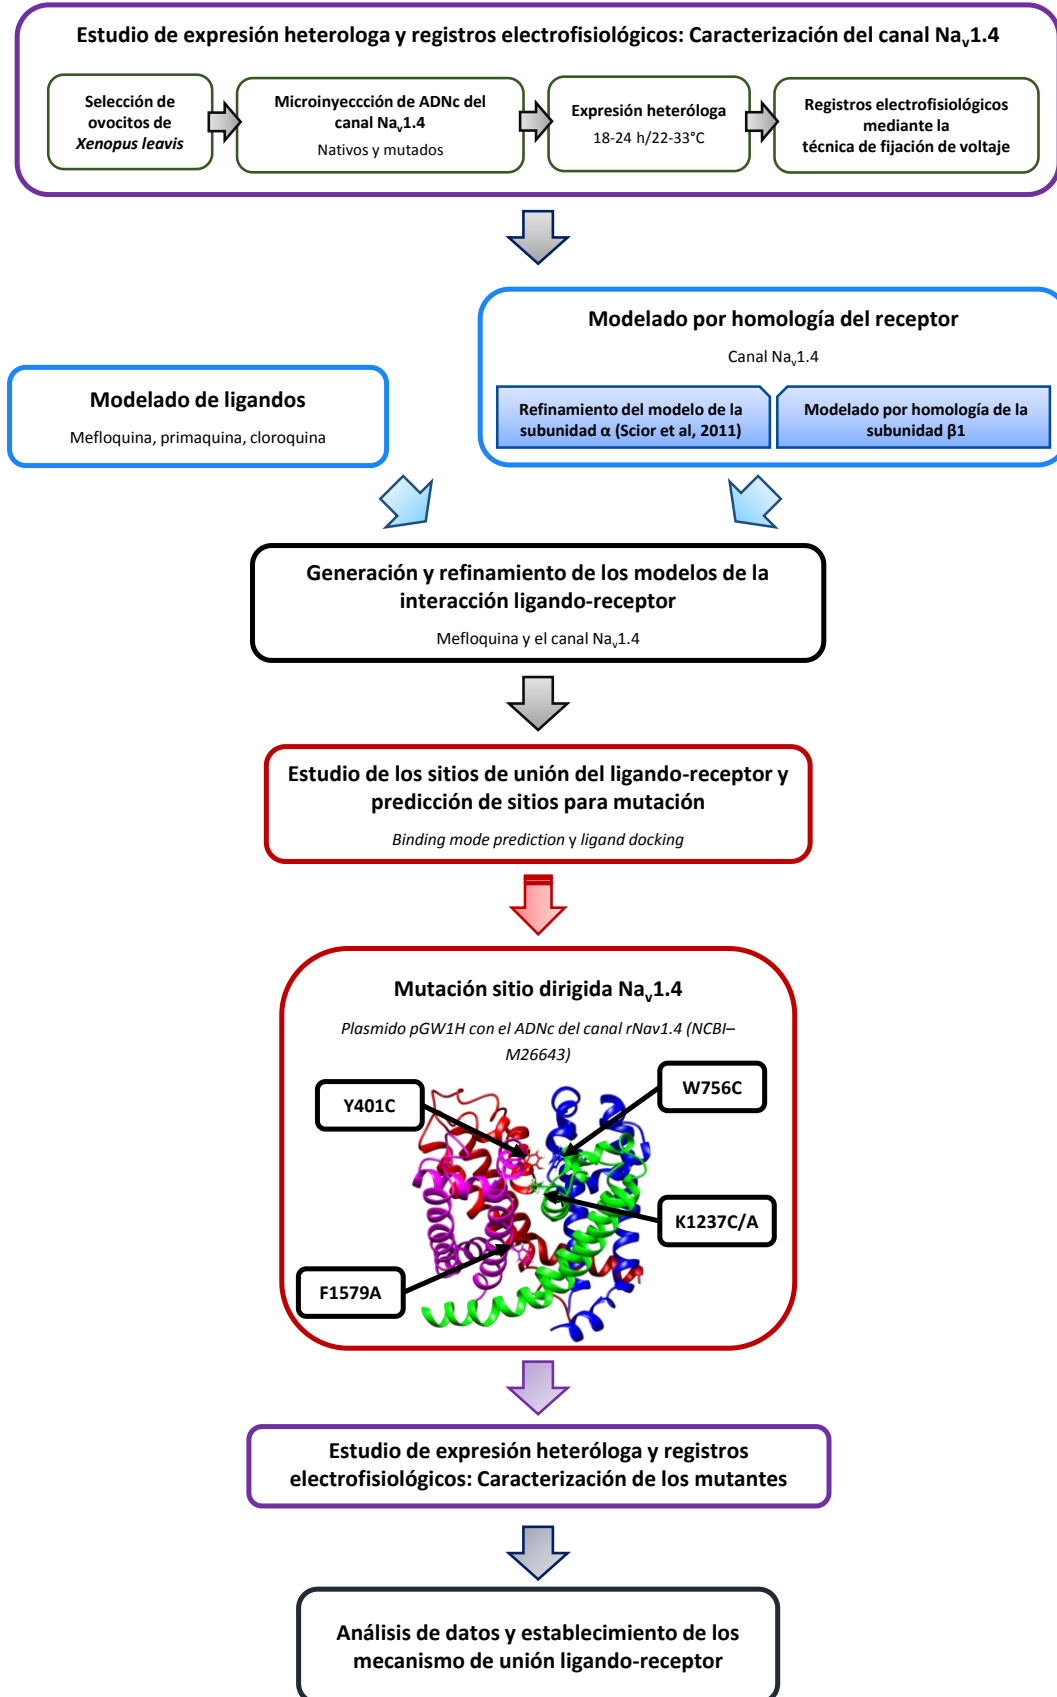 Estudio de expresión heterologa y registros electrofisiológicos: Caracterización del canal Nav1.4
Selección de
ovocitos de
Xenopus leavis
Microinyeccción de ADNc del
canal Nav1.4
Nativos y mutados
Expresión heteróloga
18-24 h/22-33°C
Registros electrofisiológicos
mediante la
técnica de fijación de voltaje
Modelado por homología del receptor
Canal Nav1.4
Refinamiento del modelo de la
subunidad α (Scior et al, 2011)
Modelado por homología de la
subunidad β1
Modelado de ligandos
Mefloquina, primaquina, cloroquina
Generación y refinamiento de los modelos de la
interacción ligando-receptor
Mefloquina y el canal Nav1.4
Estudio de los sitios de unión del ligando-receptor y
predicción de sitios para mutación
Binding mode prediction y ligand docking
Mutación sitio dirigida Nav1.4
Plasmido pGW1H con el ADNc del canal rNav1.4 (NCBI–
M26643)
Y401C
W756C
K1237C/A
F1579A
Estudio de expresión heteróloga y registros
electrofisiológicos: Caracterización de los mutantes
Análisis de datos y establecimiento de los
mecanismo de unión ligando-receptor